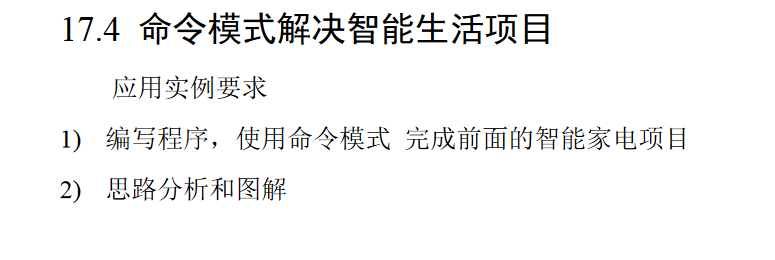 17.4 命令模式解决智能生活项目
应用实例要求
1) 编写程序，使用命令模式 完成前面的智能家电项目
2) 思路分析和图解